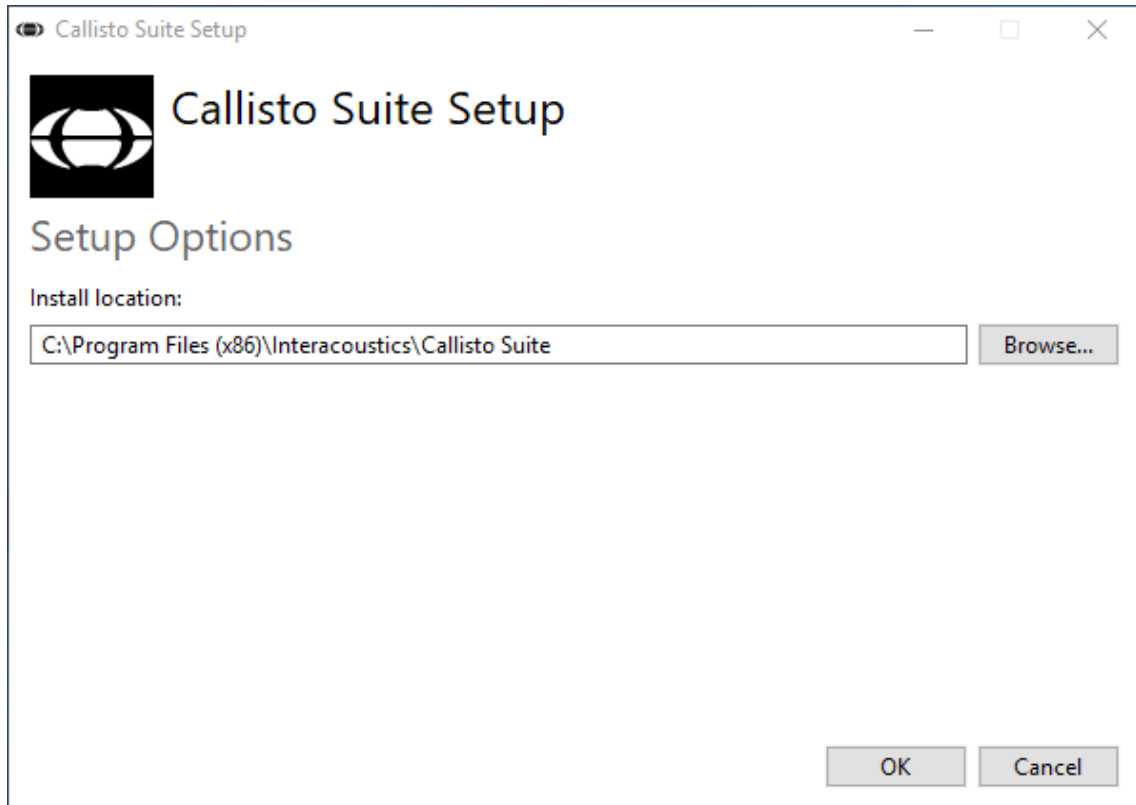 Callisto Suite Setup
Callisto Suite Setup
Setup Options
Install location:
C:\Program Files (x86)\Interacoustics\Callisto Suite
Browse...
OK
Cancel